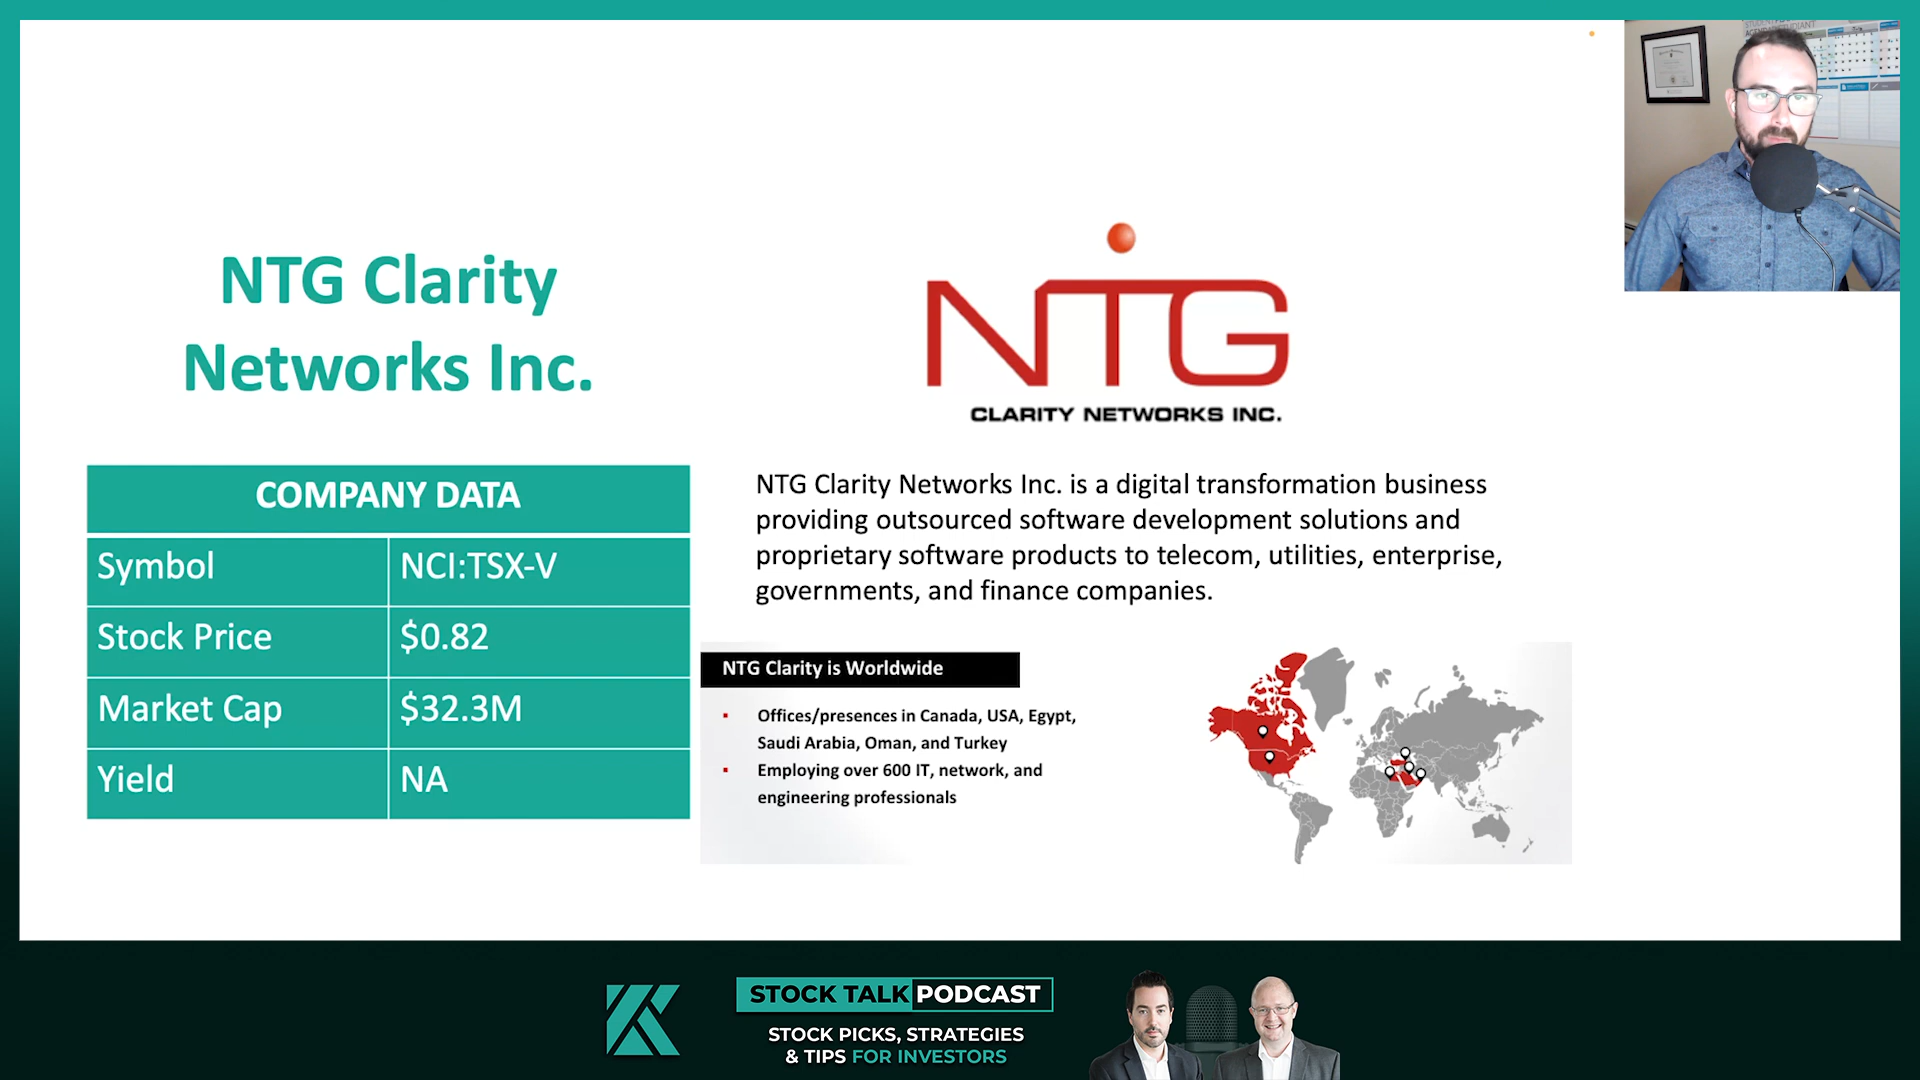 NTG Clarity
Networks Inc.
NTG
CLARITY NETWORKS INC.
COMPANY DATA
Symbol NCI:TSX-V
Stock Price $0.82
Market Cap $32.3M
Yield NA
NTG Clarity Networks Inc. is a digital transformation business
providing outsourced software development solutions and
proprietary software products to telecom, utilities, enterprise,
governments, and finance companies.
NTG Clarity is Worldwide
▪ Offices/presences in Canada, USA, Egypt,
Saudi Arabia, Oman, and Turkey
▪ Employing over 600 IT, network, and
engineering professionals
STOCK TALK PODCAST
STOCK PICKS, STRATEGIES
& TIPS FOR INVESTORS